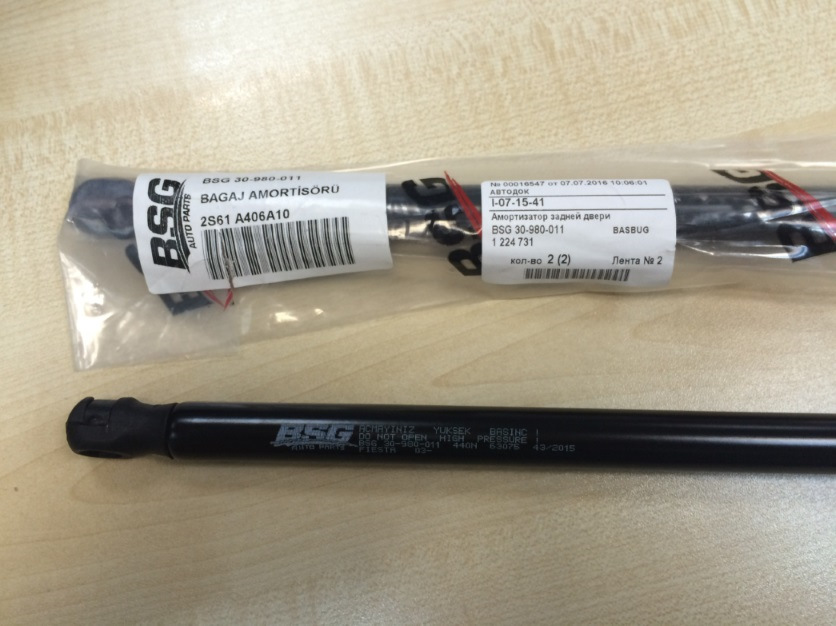 BSG
AUTO PARTS
BSG 30-980-011
BAGAJ AMORTİSÖRÜ
2S61 A406A10
BSG
№ 00016547 от 07.07.2016 10:06:01
АВТОДОК
I-07-15-41
Амортизатор задней двери
BSG 30-980-011 BASBUG
1 224 731
кол-во 2 (2) Лента № 2
BSG
AUTO PARTS
ACMAYINIZ YUKSEK BASINC !
DO NOT OPEN HIGH PRESSURE !
BSG 30-980-011 440N 63076 43/2015
FIESTA 03-